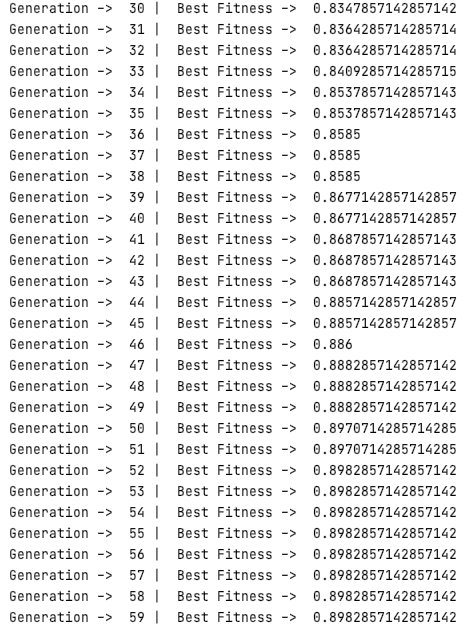 Generation -> 30 | Best Fitness -> 0.8347857142857142
Generation -> 31 | Best Fitness -> 0.8364285714285714
Generation -> 32 | Best Fitness -> 0.8364285714285714
Generation -> 33 | Best Fitness -> 0.8409285714285715
Generation -> 34 | Best Fitness -> 0.8537857142857143
Generation -> 35 | Best Fitness -> 0.8537857142857143
Generation -> 36 | Best Fitness -> 0.8585
Generation -> 37 | Best Fitness -> 0.8585
Generation -> 38 | Best Fitness -> 0.8585
Generation -> 39 | Best Fitness -> 0.8677142857142857
Generation -> 40 | Best Fitness -> 0.8677142857142857
Generation -> 41 | Best Fitness -> 0.8687857142857143
Generation -> 42 | Best Fitness -> 0.8687857142857143
Generation -> 43 | Best Fitness -> 0.8687857142857143
Generation -> 44 | Best Fitness -> 0.8857142857142857
Generation -> 45 | Best Fitness -> 0.8857142857142857
Generation -> 46 | Best Fitness -> 0.886
Generation -> 47 | Best Fitness -> 0.8882857142857142
Generation -> 48 | Best Fitness -> 0.8882857142857142
Generation -> 49 | Best Fitness -> 0.8882857142857142
Generation -> 50 | Best Fitness -> 0.8970714285714285
Generation -> 51 | Best Fitness -> 0.8970714285714285
Generation -> 52 | Best Fitness -> 0.8982857142857142
Generation -> 53 | Best Fitness -> 0.8982857142857142
Generation -> 54 | Best Fitness -> 0.8982857142857142
Generation -> 55 | Best Fitness -> 0.8982857142857142
Generation -> 56 | Best Fitness -> 0.8982857142857142
Generation -> 57 | Best Fitness -> 0.8982857142857142
Generation -> 58 | Best Fitness -> 0.8982857142857142
Generation -> 59 | Best Fitness -> 0.8982857142857142